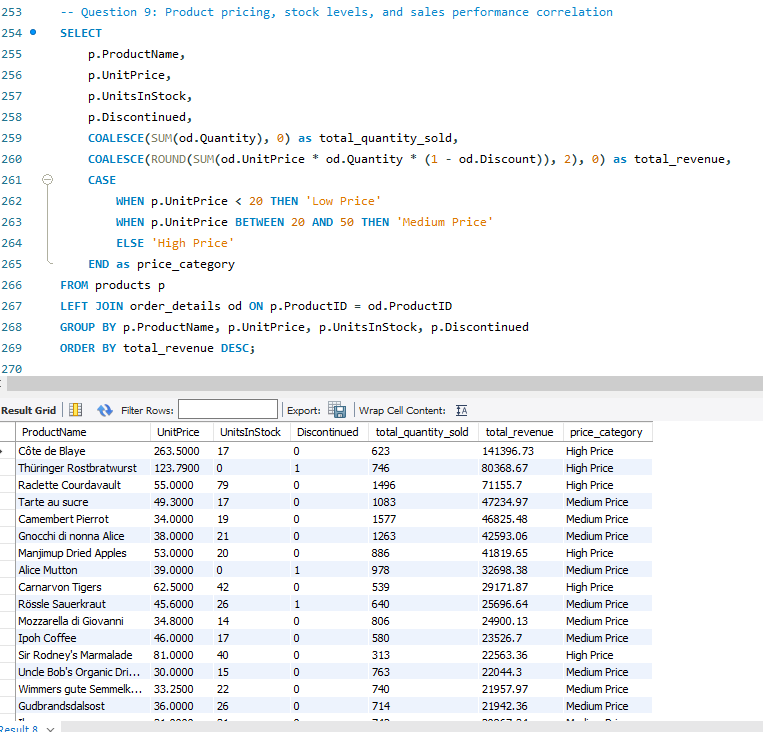 253 -- Question 9: Product pricing, stock levels, and sales performance correlation
254 SELECT
255 p.ProductName,
256 p.UnitPrice,
257 p.UnitsInStock,
258 p.Discontinued,
259 COALESCE(SUM(od.Quantity), 0) as total_quantity_sold,
260 COALESCE(ROUND(SUM(od.UnitPrice * od.Quantity * (1 - od.Discount)), 2), 0) as total_revenue,
261 CASE
262 WHEN p.UnitPrice < 20 THEN 'Low Price'
263 WHEN p.UnitPrice BETWEEN 20 AND 50 THEN 'Medium Price'
264 ELSE 'High Price'
265 END as price_category
266 FROM products p
267 LEFT JOIN order_details od ON p.ProductID = od.ProductID
268 GROUP BY p.ProductName, p.UnitPrice, p.UnitsInStock, p.Discontinued
269 ORDER BY total_revenue DESC;
270
Result Grid Filter Rows: Export: Wrap Cell Content:
ProductName UnitPrice UnitsInStock Discontinued total_quantity_sold total_revenue price_category
Côte de Blaye 263.5000 17 0 623 141396.73 High Price
Thüringer Rostbratwurst 123.7900 0 1 746 80368.67 High Price
Raclette Courdavault 55.0000 79 0 1496 71155.7 High Price
Tarte au sucre 49.3000 17 0 1083 47234.97 Medium Price
Camembert Pierrot 34.0000 19 0 1577 46825.48 Medium Price
Gnocchi di nonna Alice 38.0000 21 0 1263 42593.06 Medium Price
Manjimup Dried Apples 53.0000 20 0 886 41819.65 High Price
Alice Mutton 39.0000 0 1 978 32698.38 Medium Price
Carnarvon Tigers 62.5000 42 0 539 29171.87 High Price
Rössle Sauerkraut 45.6000 26 1 640 25696.64 Medium Price
Mozzarella di Giovanni 34.8000 14 0 806 24900.13 Medium Price
Ipoh Coffee 46.0000 17 0 580 23526.7 Medium Price
Sir Rodney's Marmalade 81.0000 40 0 313 22563.36 High Price
Uncle Bob's Organic Dri... 30.0000 15 0 763 22044.3 Medium Price
Wimmers gute Semmelk... 33.2500 22 0 740 21957.97 Medium Price
Gudbrandsdalsost 36.0000 26 0 714 21942.36 Medium Price
Result 8